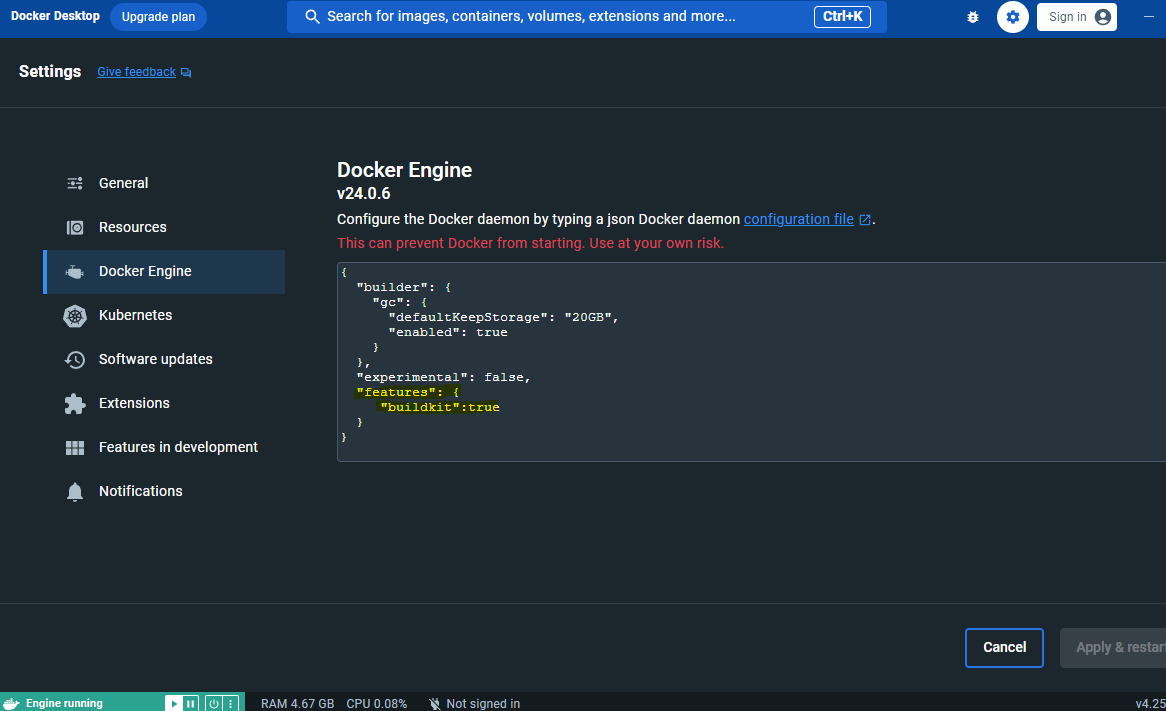 Docker Desktop Upgrade plan Search for images, containers, volumes, extensions and more... Ctrl+K Sign in
Settings Give feedback
General
Resources
Docker Engine
Kubernetes
Software updates
Extensions
Features in development
Notifications
Docker Engine
v24.0.6
Configure the Docker daemon by typing a json Docker daemon configuration file.
This can prevent Docker from starting. Use at your own risk.
{
  "builder": {
    "gc": {
      "defaultKeepStorage": "20GB",
      "enabled": true
    }
  },
  "experimental": false,
  "features": {
     "buildkit":true
  }
}
Cancel Apply & restar
Engine running RAM 4.67 GB CPU 0.08% Not signed in v4.25